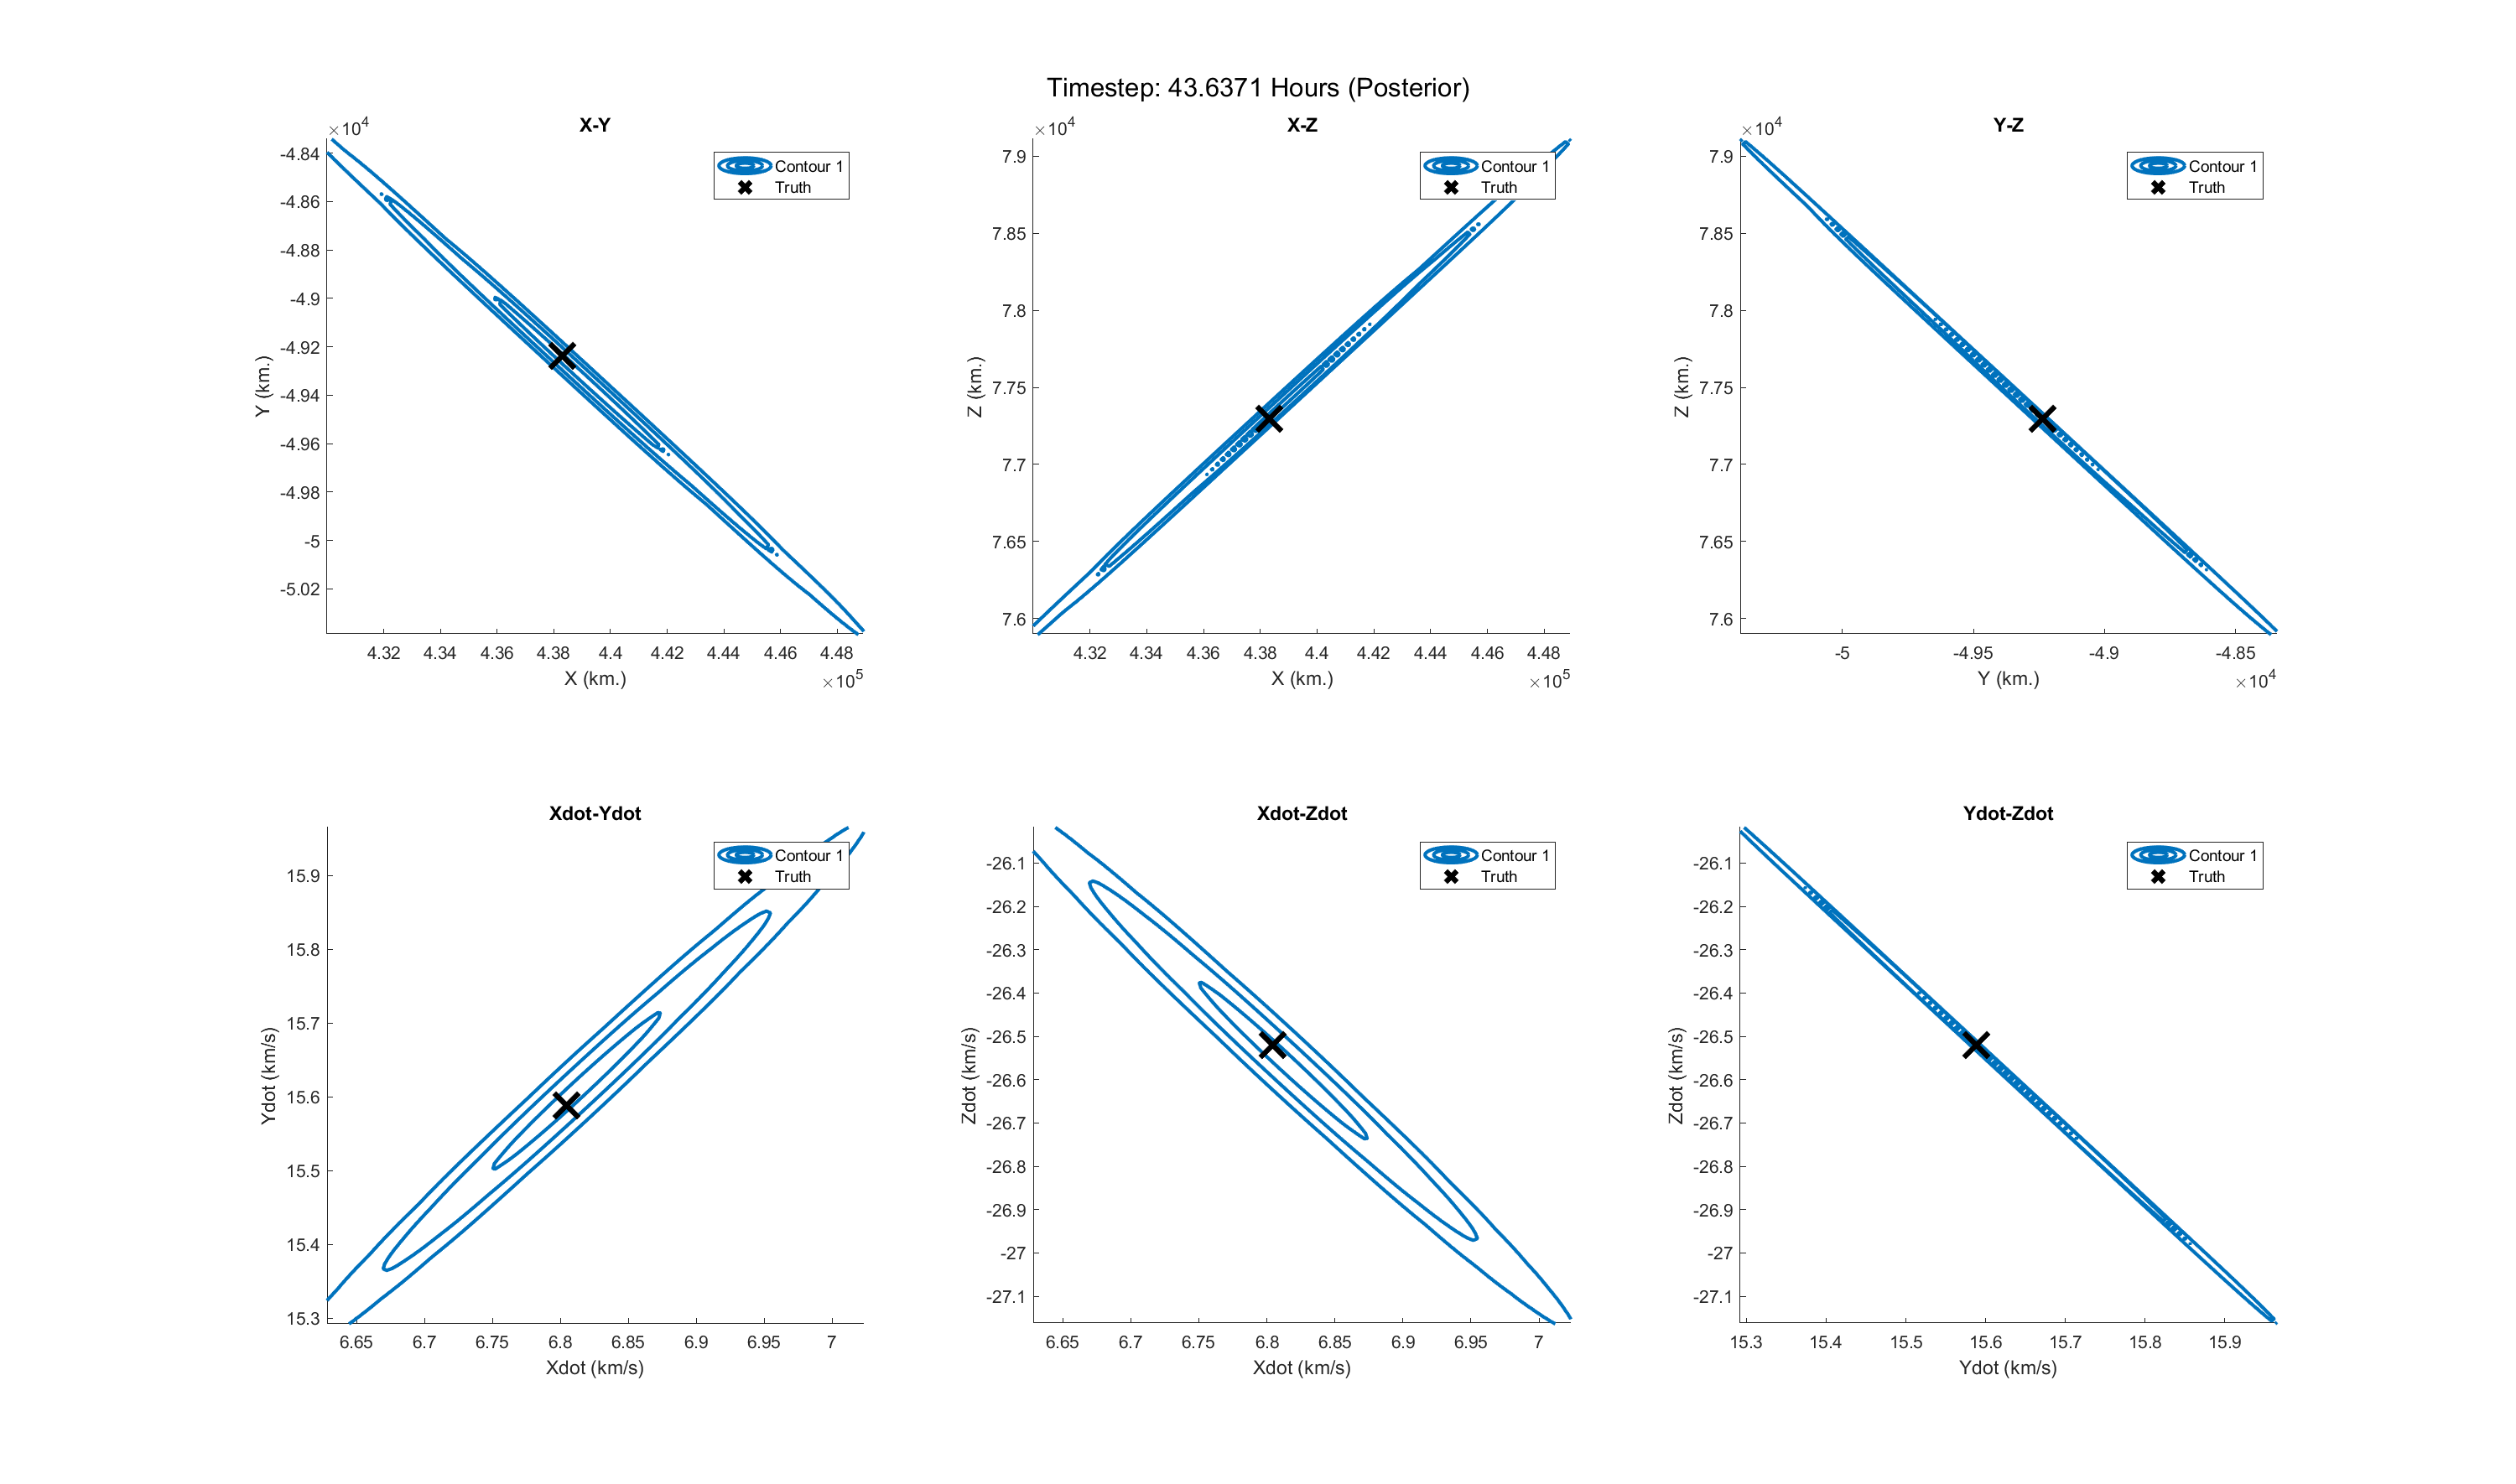 Timestep: 43.6371 Hours (Posterior)
X-Y
×10⁴
-4.84
-4.86
-4.88
-4.9
-4.92
-4.94
-4.96
-4.98
-5
-5.02
Y (km.)
4.32 4.34 4.36 4.38 4.4 4.42 4.44 4.46 4.48
X (km.)
×10⁵
Contour 1
Truth
X-Z
×10⁴
7.9
7.85
7.8
7.75
7.7
7.65
7.6
Z (km.)
4.32 4.34 4.36 4.38 4.4 4.42 4.44 4.46 4.48
X (km.)
×10⁵
Contour 1
Truth
Y-Z
×10⁴
7.9
7.85
7.8
7.75
7.7
7.65
7.6
Z (km.)
-5 -4.95 -4.9 -4.85
Y (km.)
×10⁴
Contour 1
Truth
Xdot-Ydot
15.9
15.8
15.7
15.6
15.5
15.4
15.3
Ydot (km/s)
6.65 6.7 6.75 6.8 6.85 6.9 6.95 7
Xdot (km/s)
Contour 1
Truth
Xdot-Zdot
-26.1
-26.2
-26.3
-26.4
-26.5
-26.6
-26.7
-26.8
-26.9
-27
-27.1
Zdot (km/s)
6.65 6.7 6.75 6.8 6.85 6.9 6.95 7
Xdot (km/s)
Contour 1
Truth
Ydot-Zdot
-26.1
-26.2
-26.3
-26.4
-26.5
-26.6
-26.7
-26.8
-26.9
-27
-27.1
Zdot (km/s)
15.3 15.4 15.5 15.6 15.7 15.8 15.9
Ydot (km/s)
Contour 1
Truth